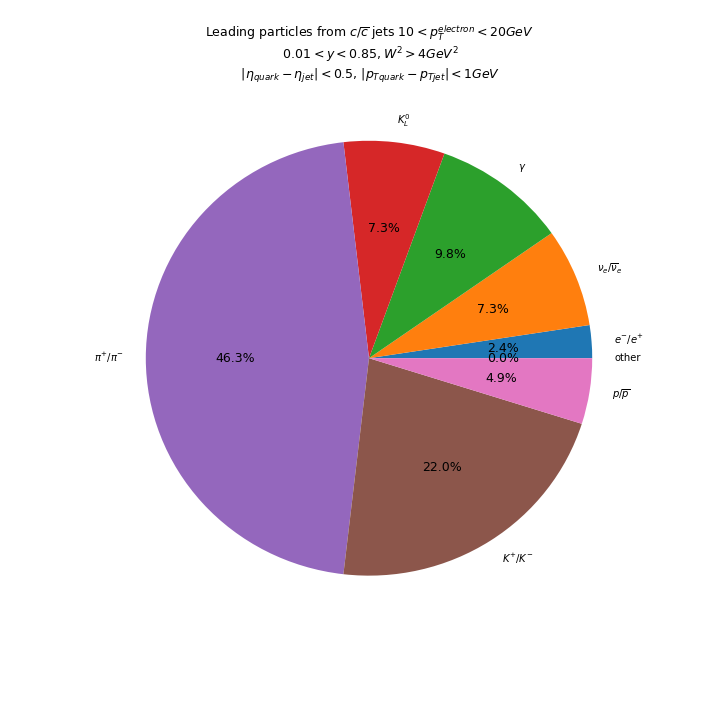 Leading particles from c/c̅ jets 10 < p_T^electron < 20GeV
0.01 < y < 0.85, W² > 4GeV²
|η_quark − η_jet| < 0.5, |p_Tquark − p_Tjet| < 1GeV
K_L^0
γ
7.3%
9.8%
ν_e/ν̅_e
7.3%
e⁻/e⁺
2.4%
π⁺/π⁻
46.3%
0.0%
other
4.9%
p/p̅
22.0%
K⁺/K⁻